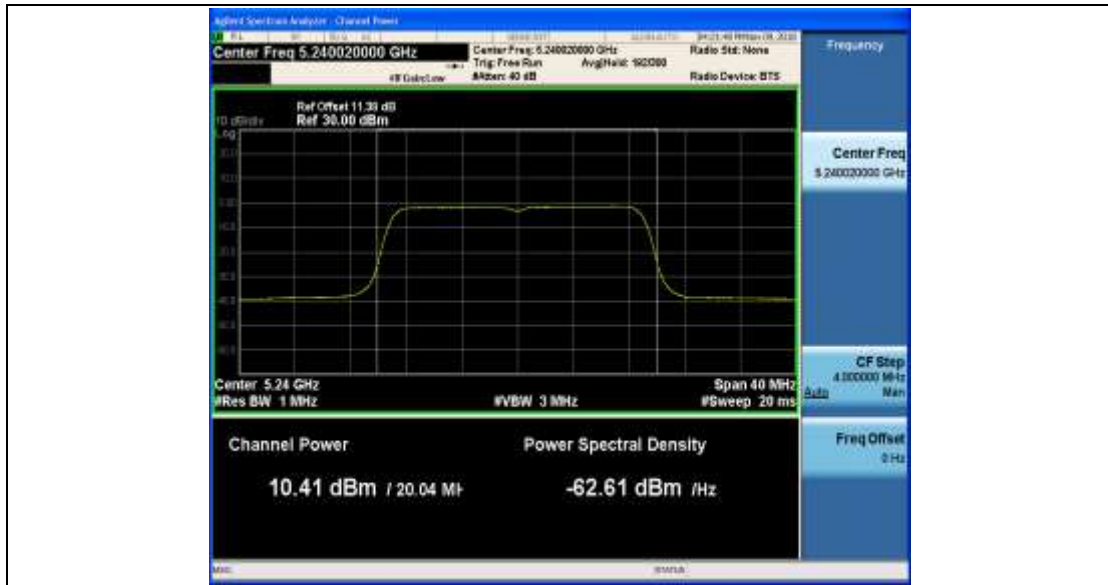 Agilent Spectrum Analyzer - Channel Power
Center Freq 5.240020000 GHz
Center Freq: 5.240020000 GHz
Radio Std: None
Trig: Free Run
Avg|Hold:
#Atten: 40 dB
Radio Device: BTS
Frequency
Ref Offset 11.39 dB
10 dB/div
Ref 30.00 dBm
Log
Center Freq
5.240020000 GHz
Center 5.24 GHz
Span 40 MHz
#Res BW 1 MHz
#VBW 3 MHz
#Sweep 20 ms
CF Step
4.000000 MHz
Auto
Man
Channel Power
Power Spectral Density
10.41 dBm / 20.04 MH
-62.61 dBm /Hz
Freq Offset
0 Hz
MSG
STATUS